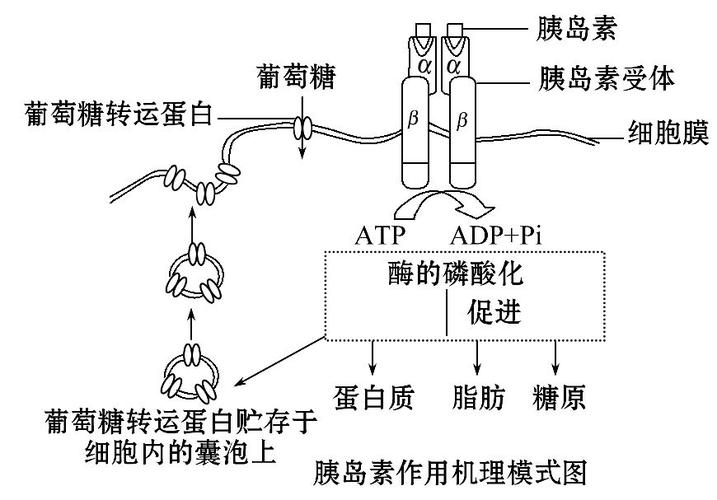 胰岛素
α α
葡萄糖
胰岛素受体
葡萄糖转运蛋白
β β
细胞膜
ATP ADP+Pi
酶的磷酸化
促进
蛋白质 脂肪 糖原
葡萄糖转运蛋白贮存于
细胞内的囊泡上
胰岛素作用机理模式图